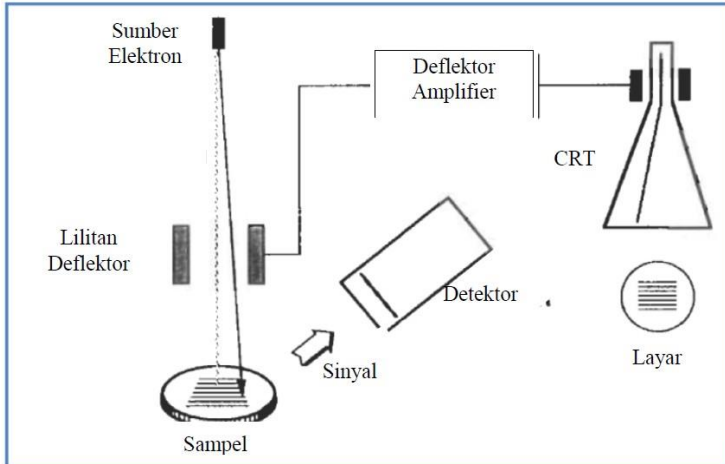 Sumber
Elektron
Deflektor
Amplifier
CRT
Lilitan
Deflektor
Detektor
Sinyal
Layar
Sampel